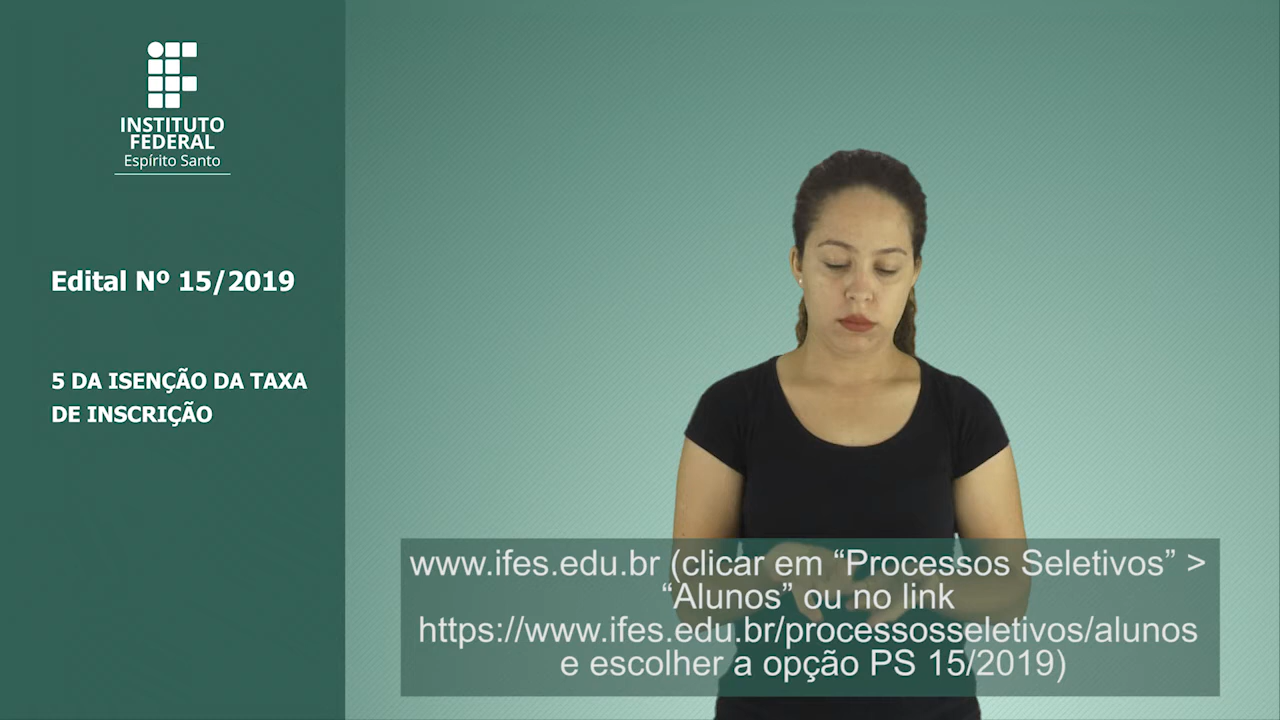 INSTITUTO
FEDERAL
Espírito Santo
Edital Nº 15/2019
5 DA ISENÇÃO DA TAXA
DE INSCRIÇÃO
www.ifes.edu.br (clicar em “Processos Seletivos” >
“Alunos” ou no link
https://www.ifes.edu.br/processosseletivos/alunos
e escolher a opção PS 15/2019)